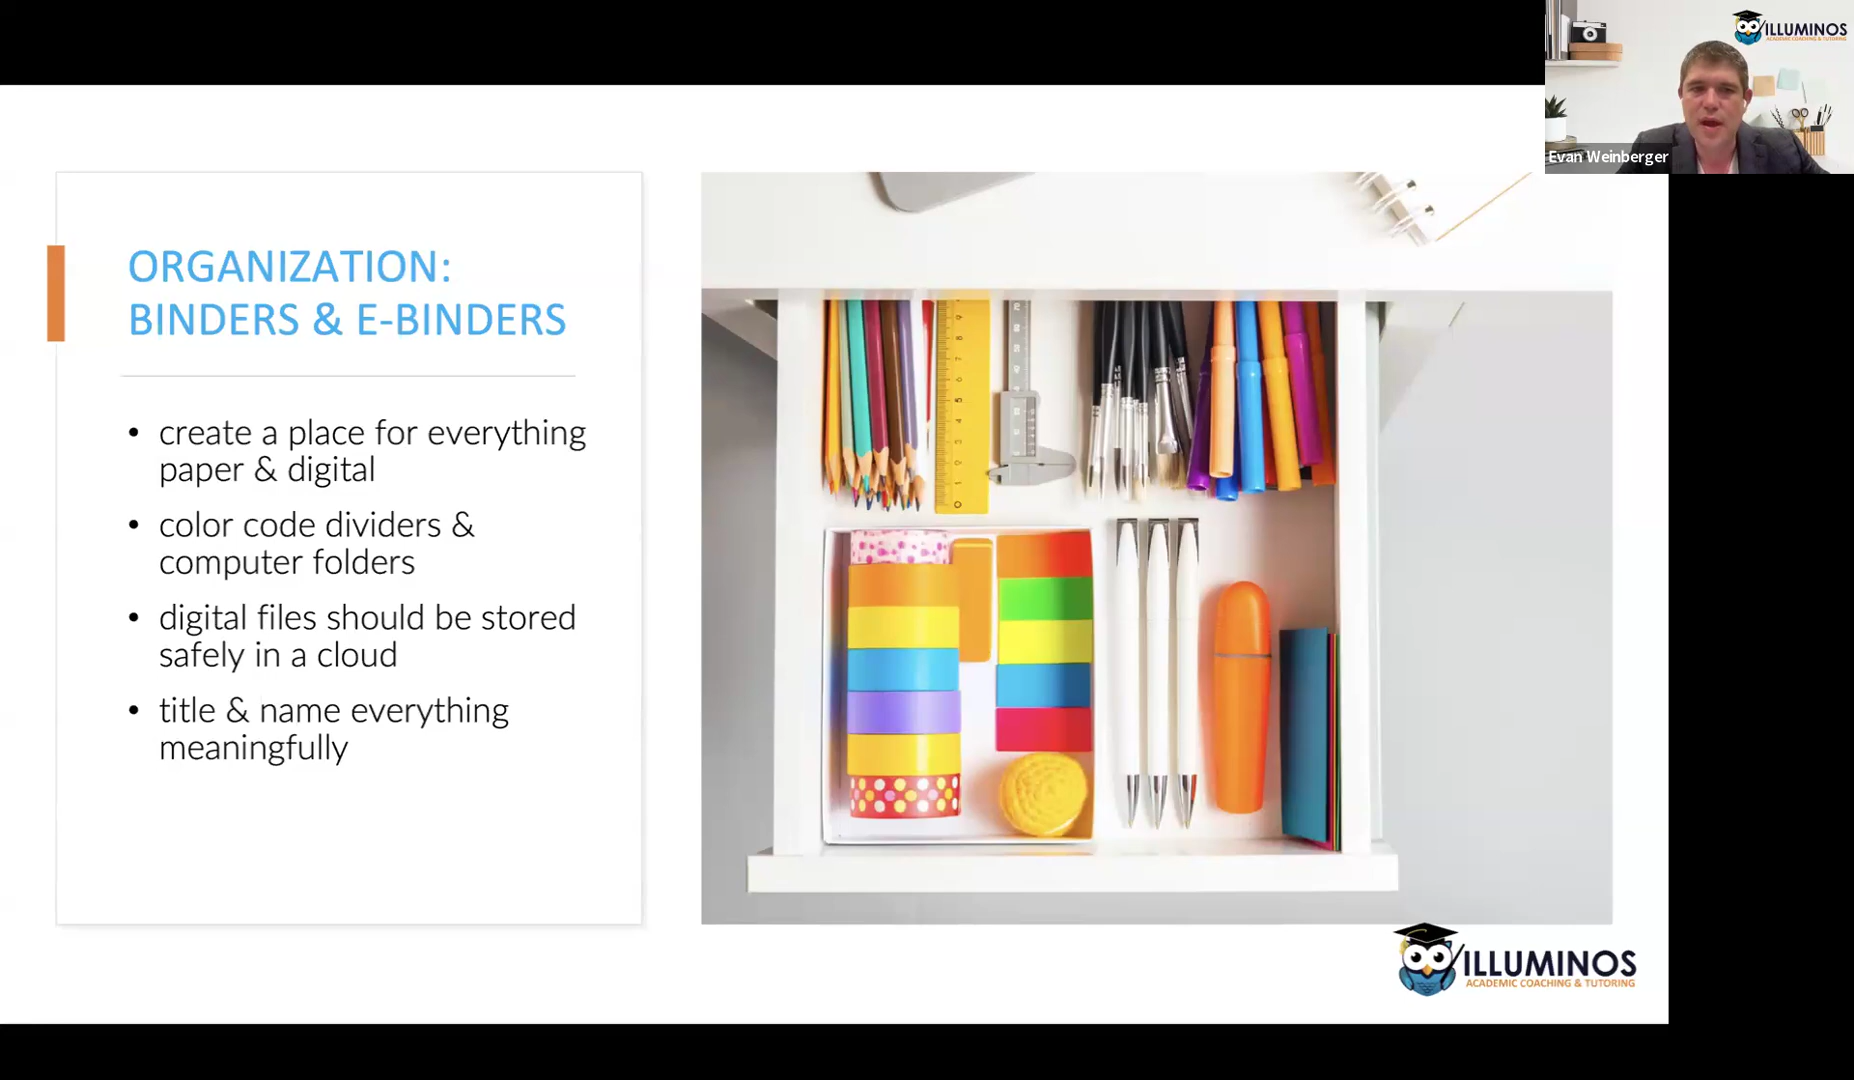 ILLUMINOS
ACADEMIC COACHING & TUTORING
Evan Weinberger
ORGANIZATION:
BINDERS & E-BINDERS
• create a place for everything
paper & digital
• color code dividers &
computer folders
• digital files should be stored
safely in a cloud
• title & name everything
meaningfully
ILLUMINOS
ACADEMIC COACHING & TUTORING